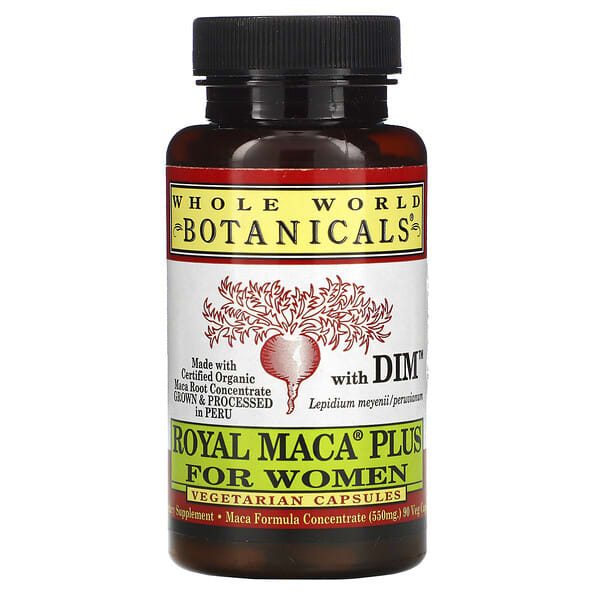 WHOLE WORLD
BOTANICALS®
Made with
Certified Organic
Maca Root Concentrate
GROWN & PROCESSED
in PERU
with DIM™
Lepidium meyenii/peruvianum
ROYAL MACA® PLUS
FOR WOMEN
VEGETARIAN CAPSULES
Supplement • Maca Formula Concentrate (550mg.) 90 Veg